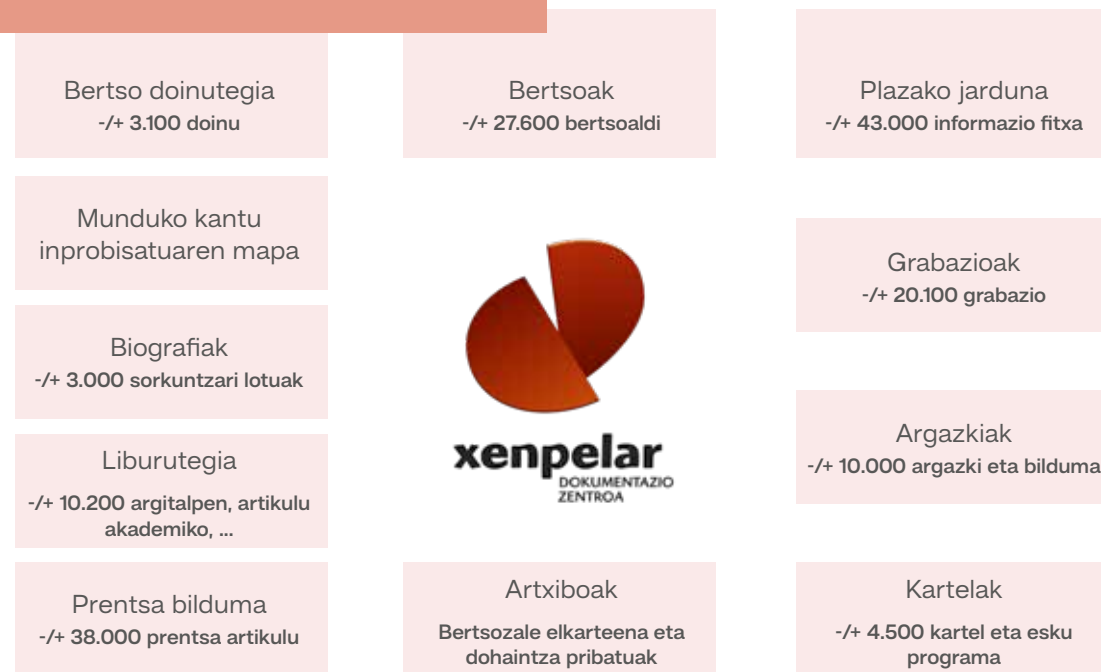 Bertso doinutegia
-/+ 3.100 doinu
Bertsoak
-/+ 27.600 bertsoaldi
Plazako jarduna
-/+ 43.000 informazio fitxa
Munduko kantu
inprobisatuaren mapa
Grabazioak
-/+ 20.100 grabazio
Biografiak
-/+ 3.000 sorkuntzari lotuak
xenpelar
DOKUMENTAZIO
ZENTROA
Argazkiak
-/+ 10.000 argazki eta bilduma
Liburutegia
-/+ 10.200 argitalpen, artikulu
akademiko, ...
Prentsa bilduma
-/+ 38.000 prentsa artikulu
Artxiboak
Bertsozale elkarteena eta
dohaintza pribatuak
Kartelak
-/+ 4.500 kartel eta esku
programa